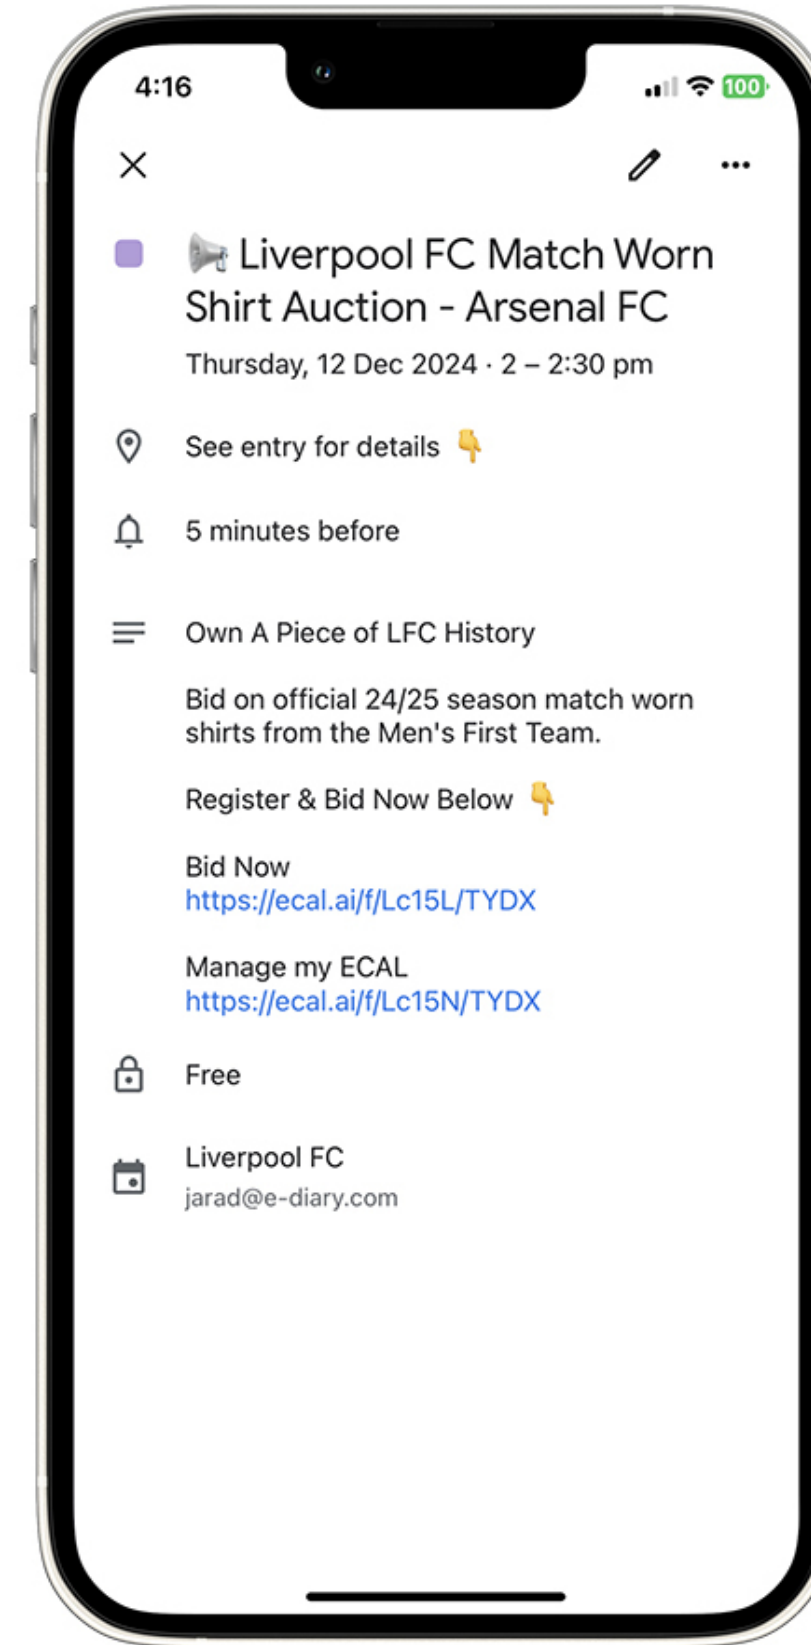 4:16
100
📢 Liverpool FC Match Worn
Shirt Auction - Arsenal FC
Thursday, 12 Dec 2024 · 2 – 2:30 pm
See entry for details 👇
5 minutes before
Own A Piece of LFC History
Bid on official 24/25 season match worn
shirts from the Men's First Team.
Register & Bid Now Below 👇
Bid Now
https://ecal.ai/f/Lc15L/TYDX
Manage my ECAL
https://ecal.ai/f/Lc15N/TYDX
Free
Liverpool FC
jarad@e-diary.com